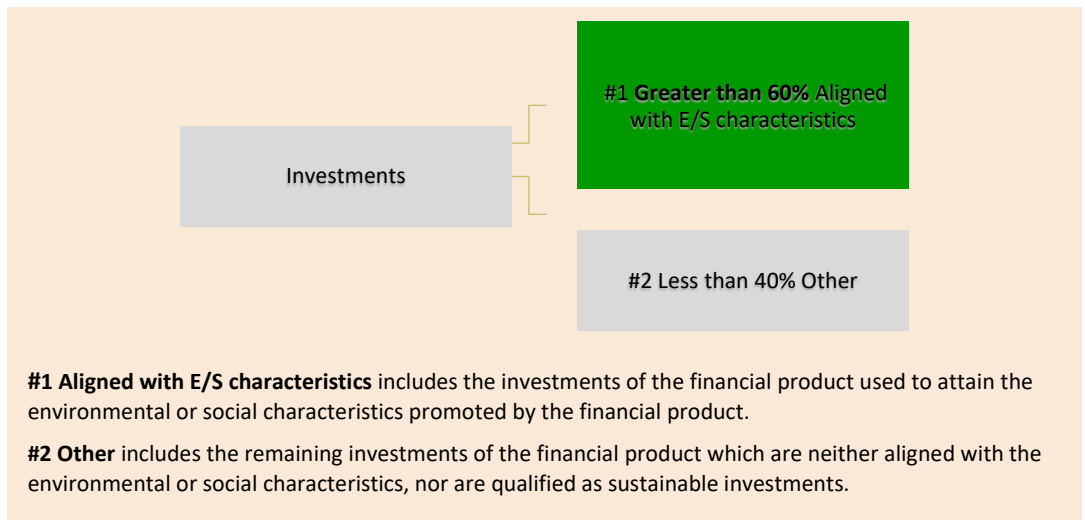 #1 Greater than 60% Aligned
with E/S characteristics
Investments
#2 Less than 40% Other
#1 Aligned with E/S characteristics includes the investments of the financial product used to attain the
environmental or social characteristics promoted by the financial product.
#2 Other includes the remaining investments of the financial product which are neither aligned with the
environmental or social characteristics, nor are qualified as sustainable investments.